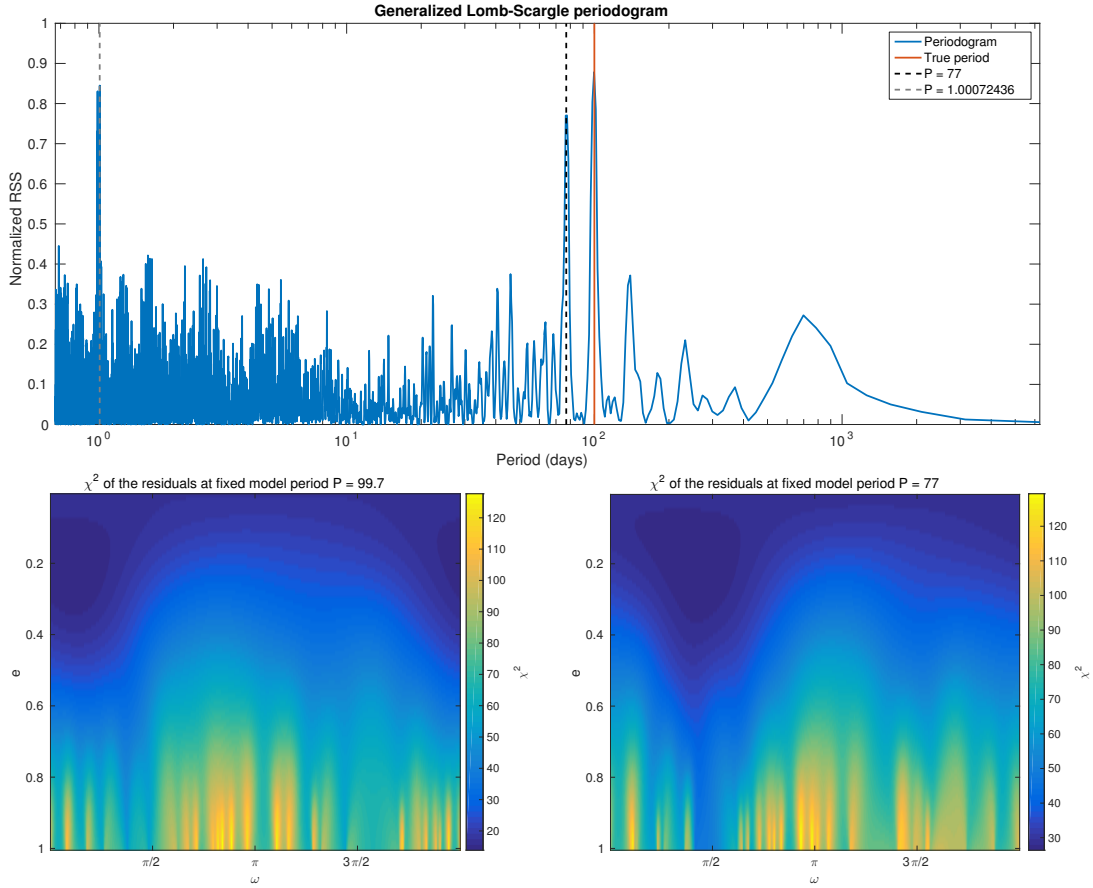 Generalized Lomb-Scargle periodogram
1
0.9
0.8
0.7
0.6
0.5
0.4
0.3
0.2
0.1
0
Normalized RSS
Periodogram
True period
P = 77
P = 1.00072436
10^0
10^1
10^2
10^3
Period (days)
χ^2 of the residuals at fixed model period P = 99.7
0.2
0.4
0.6
0.8
1
e
π/2
π
3π/2
ω
120
110
100
90
80
70
60
50
40
30
20
χ^2
χ^2 of the residuals at fixed model period P = 77
0.2
0.4
0.6
0.8
1
e
π/2
π
3π/2
ω
120
110
100
90
80
70
60
50
40
30
χ^2